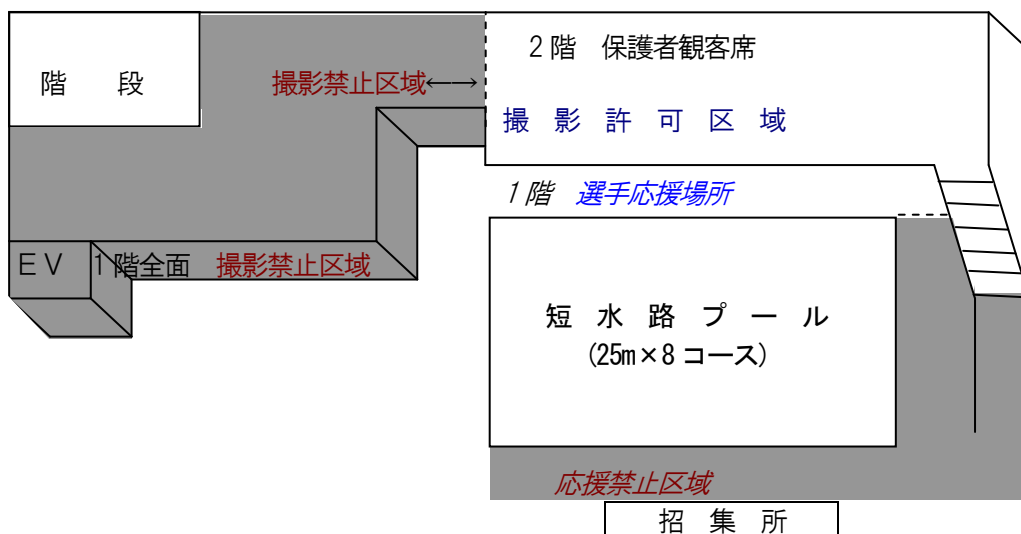 2階 保護者観客席
階 段
撮影禁止区域←→
撮 影 許 可 区 域
1階 選手応援場所
EV 1階全面 撮影禁止区域
短 水 路 プ ー ル
(25m×8コース)
応援禁止区域
招 集 所